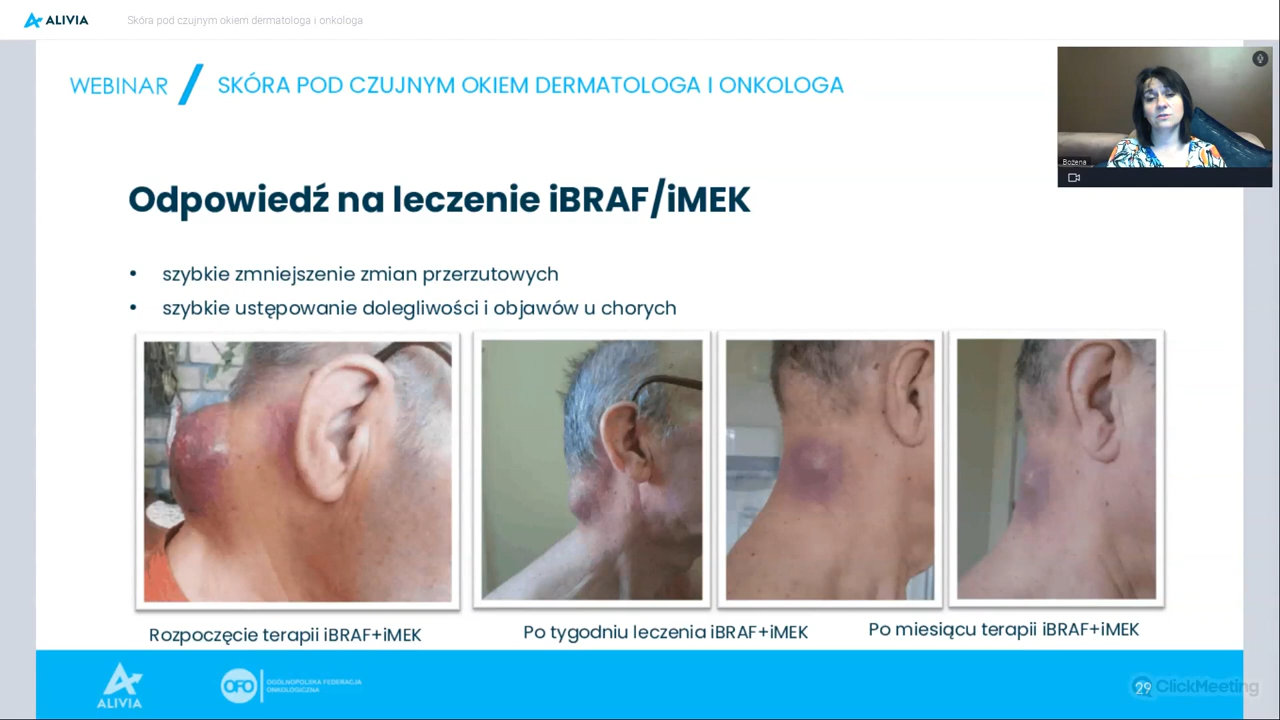 ALIVIA
Skóra pod czujnym okiem dermatologa i onkologa
WEBINAR / SKÓRA POD CZUJNYM OKIEM DERMATOLOGA I ONKOLOGA
Bożena
Odpowiedź na leczenie iBRAF/iMEK
• szybkie zmniejszenie zmian przerzutowych
• szybkie ustępowanie dolegliwości i objawów u chorych
Rozpoczęcie terapii iBRAF+iMEK
Po tygodniu leczenia iBRAF+iMEK
Po miesiącu terapii iBRAF+iMEK
ALIVIA
OFO
OGÓLNOPOLSKA FEDERACJA
ONKOLOGICZNA
29
ClickMeeting